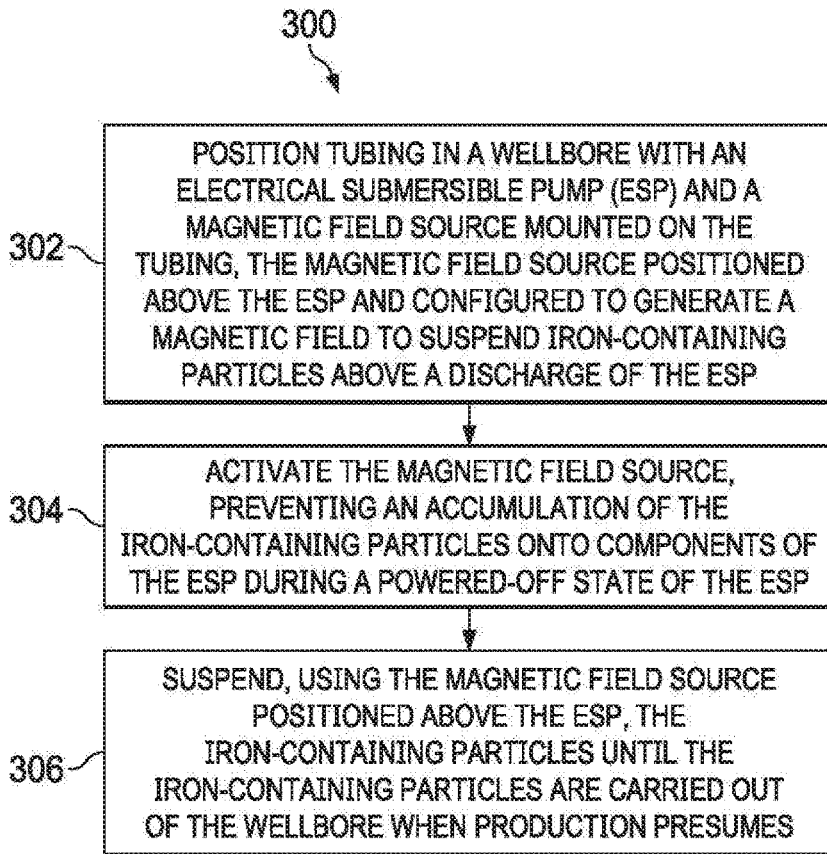 300
302
POSITION TUBING IN A WELLBORE WITH AN
ELECTRICAL SUBMERSIBLE PUMP (ESP) AND A
MAGNETIC FIELD SOURCE MOUNTED ON THE
TUBING, THE MAGNETIC FIELD SOURCE POSITIONED
ABOVE THE ESP AND CONFIGURED TO GENERATE A
MAGNETIC FIELD TO SUSPEND IRON-CONTAINING
PARTICLES ABOVE A DISCHARGE OF THE ESP
304
ACTIVATE THE MAGNETIC FIELD SOURCE,
PREVENTING AN ACCUMULATION OF THE
IRON-CONTAINING PARTICLES ONTO COMPONENTS OF
THE ESP DURING A POWERED-OFF STATE OF THE ESP
306
SUSPEND, USING THE MAGNETIC FIELD SOURCE
POSITIONED ABOVE THE ESP, THE
IRON-CONTAINING PARTICLES UNTIL THE
IRON-CONTAINING PARTICLES ARE CARRIED OUT
OF THE WELLBORE WHEN PRODUCTION PRESUMES